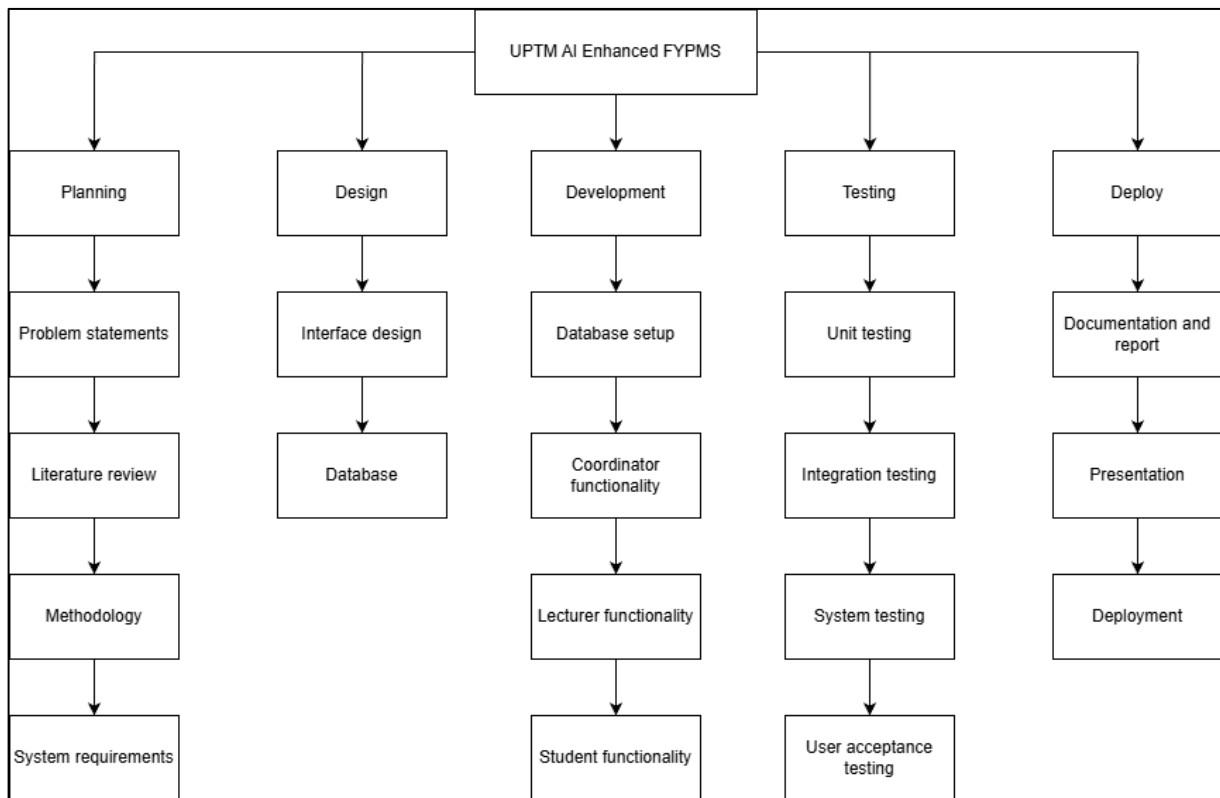 UPTM AI Enhanced FYPMS
Planning
Design
Development
Testing
Deploy
Problem statements
Interface design
Database setup
Unit testing
Documentation and
report
Literature review
Database
Coordinator
functionality
Integration testing
Presentation
Methodology
Lecturer functionality
System testing
Deployment
System requirements
Student functionality
User acceptance
testing